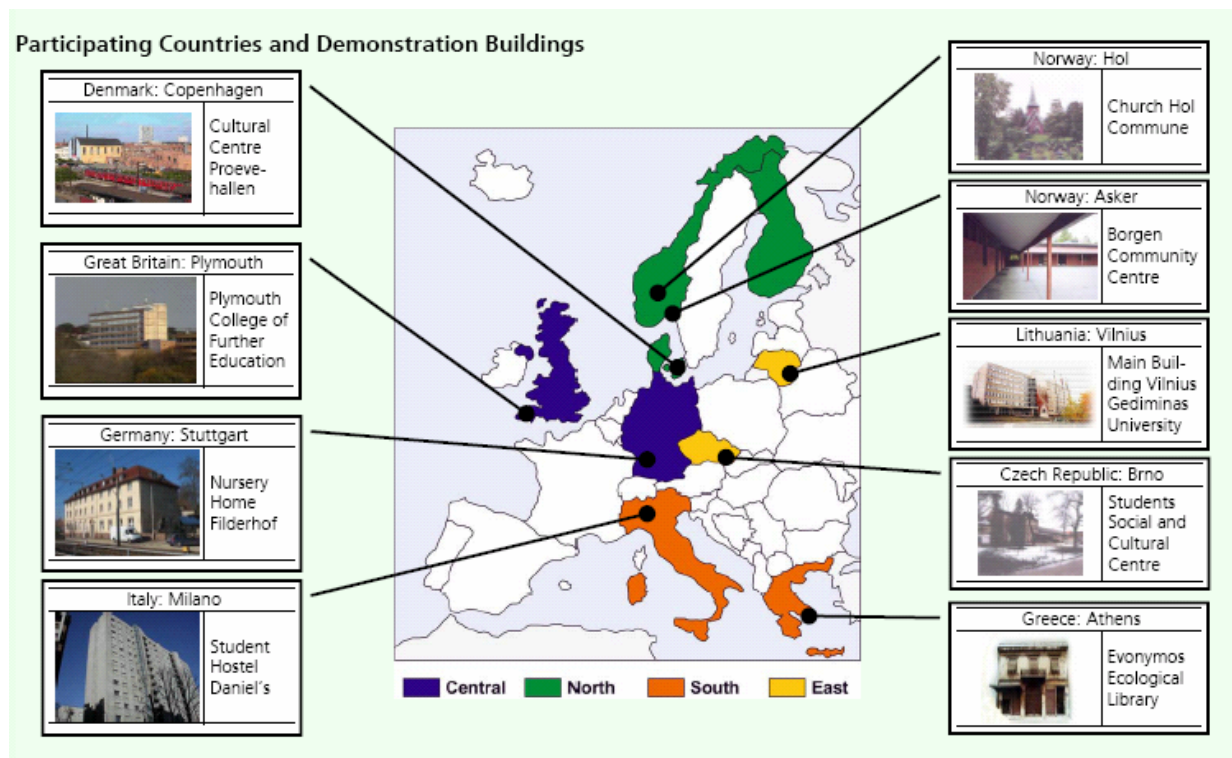 Participating Countries and Demonstration Buildings
Denmark: Copenhagen
Cultural
Centre
Proeve-
hallen
Great Britain: Plymouth
Plymouth
College of
Further
Education
Germany: Stuttgart
Nursery
Home
Filderhof
Italy: Milano
Student
Hostel
Daniel´s
Norway: Hol
Church Hol
Commune
Norway: Asker
Borgen
Community
Centre
Lithuania: Vilnius
Main Buil-
ding Vilnius
Gediminas
University
Czech Republic: Brno
Students
Social and
Cultural
Centre
Greece: Athens
Evonymos
Ecological
Library
Central North South East